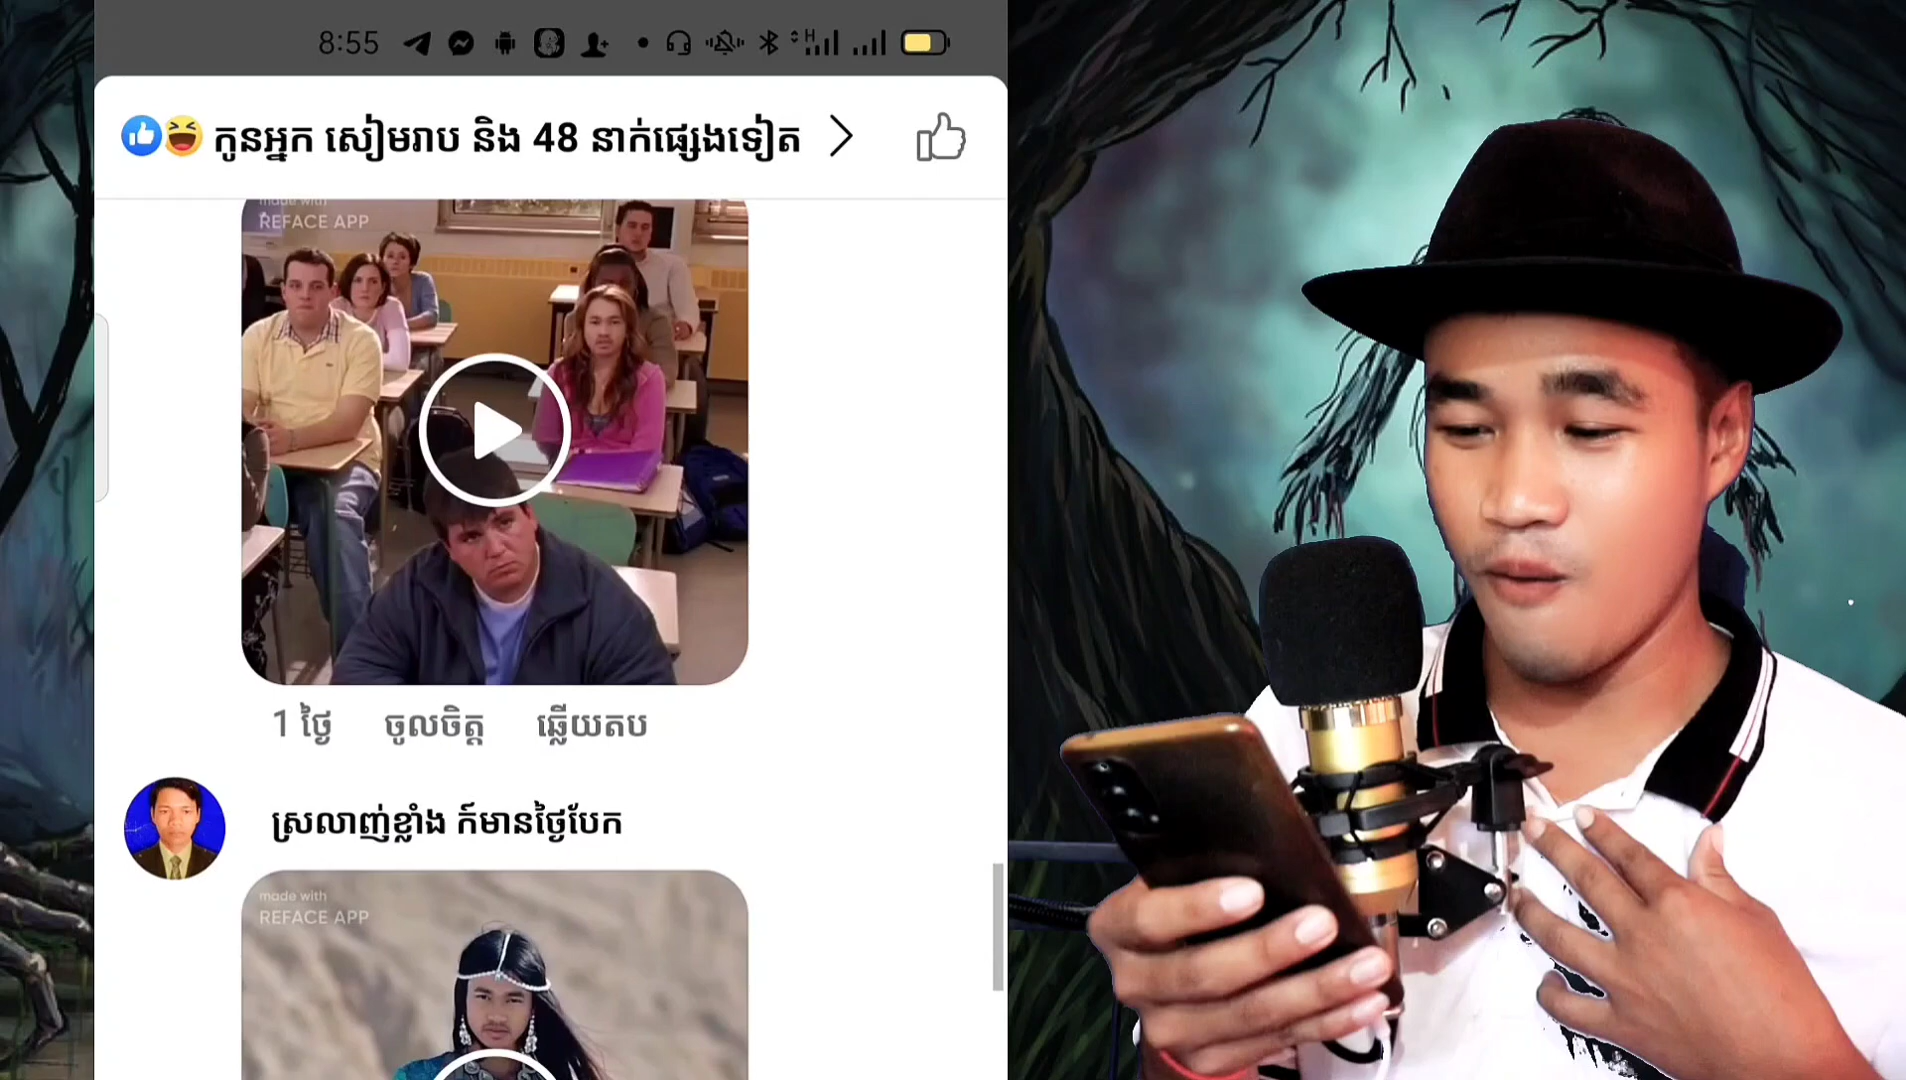 8:55
កូនអ្នក សៀមរាប និង 48 នាក់ផ្សេងទៀត
made with
REFACE APP
1 ថ្ងៃ ចូលចិត្ត ឆ្លើយតប
ស្រលាញ់ខ្លាំង ក៍មានថ្ងៃបែក
made with
REFACE APP